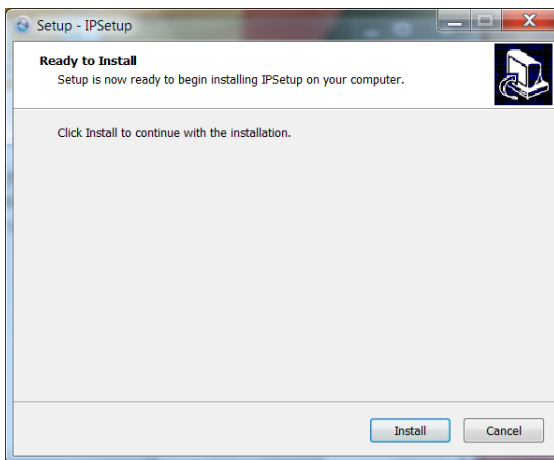 Setup - IPSetup
Ready to Install
Setup is now ready to begin installing IPSetup on your computer.
Click Install to continue with the installation.
Install
Cancel